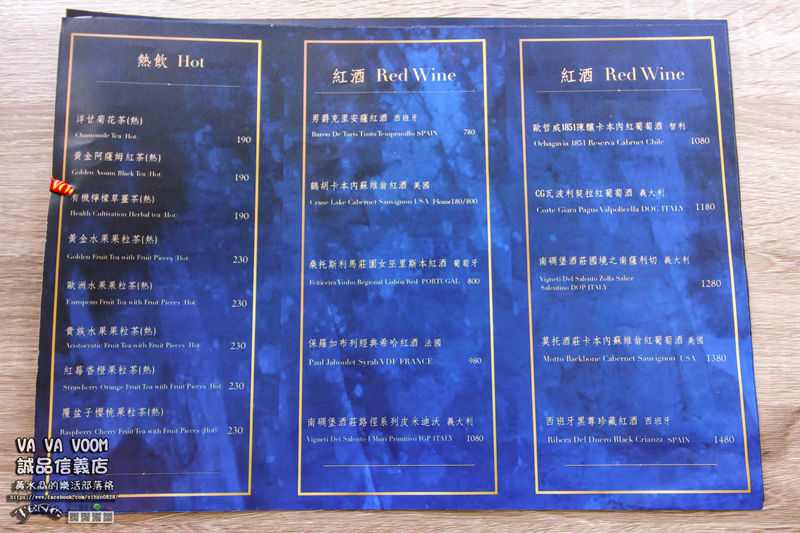 熱飲 Hot
洋甘菊花茶(熱)
Chamomile Tea (Hot)
190
黃金阿薩姆紅茶(熱)
Golden Assam Black Tea (Hot)
190
有機檸檬草薑茶(熱)
Health Cultivation Herbal tea (Hot)
190
黃金水果果粒茶(熱)
Golden Fruit Tea with Fruit Pieces (Hot)
230
歐洲水果果粒茶(熱)
European Fruit Tea with Fruit Pieces (Hot)
230
貴族水果果粒茶(熱)
Aristocratic Fruit Tea with Fruit Pieces (Hot)
230
紅莓香橙果粒茶(熱)
Strawberry Orange Fruit Tea with Fruit Pieces (Hot)
230
覆盆子櫻桃果粒茶(熱)
Raspberry Cherry Fruit Tea with Fruit Pieces (Hot)
230
紅酒 Red Wine
男爵克里安薩紅酒 西班牙
Baron De Turis Tinto Tempranillo SPAIN 780
鶴胡卡本內蘇維翁紅酒 美國
Crane Lake Cabernet Sauvignon USA House180/800
桑托斯利馬莊園女巫里斯本紅酒 葡萄牙
Feiticeira Vinho Regional Lisboa Red PORTUGAL 800
保羅加布列經典希哈紅酒 法國
Paul Jaboulet Syrah VDF FRANCE 980
南碉堡酒莊路徑系列皮米迪沃 義大利
Vigneti Del Salento I Muri Primitivo IGP ITALY 1080
紅酒 Red Wine
歐哲威1851陳釀卡本內紅葡萄酒 智利
Ochagavia 1851 Reserva Cabruet Chile 1080
CG瓦波利契拉紅葡萄酒 義大利
Corte Giara Pagus Valpolicella DOC ITALY 1180
南碉堡酒莊國境之南薩利切 義大利
Vigneti Del Salento Zolla Salice
Salentino DOP ITALY 1280
莫托酒莊卡本內蘇維翁紅葡萄酒 美國
Motto Backbone Cabernet Sauvignon USA 1380
西班牙黑尊珍藏紅酒 西班牙
Ribera Del Duero Black Crianza SPAIN 1480
VA VA VOOM
誠品信義店
黃水晶的樂活部落格
https://www.facebook.com/rihan0828/